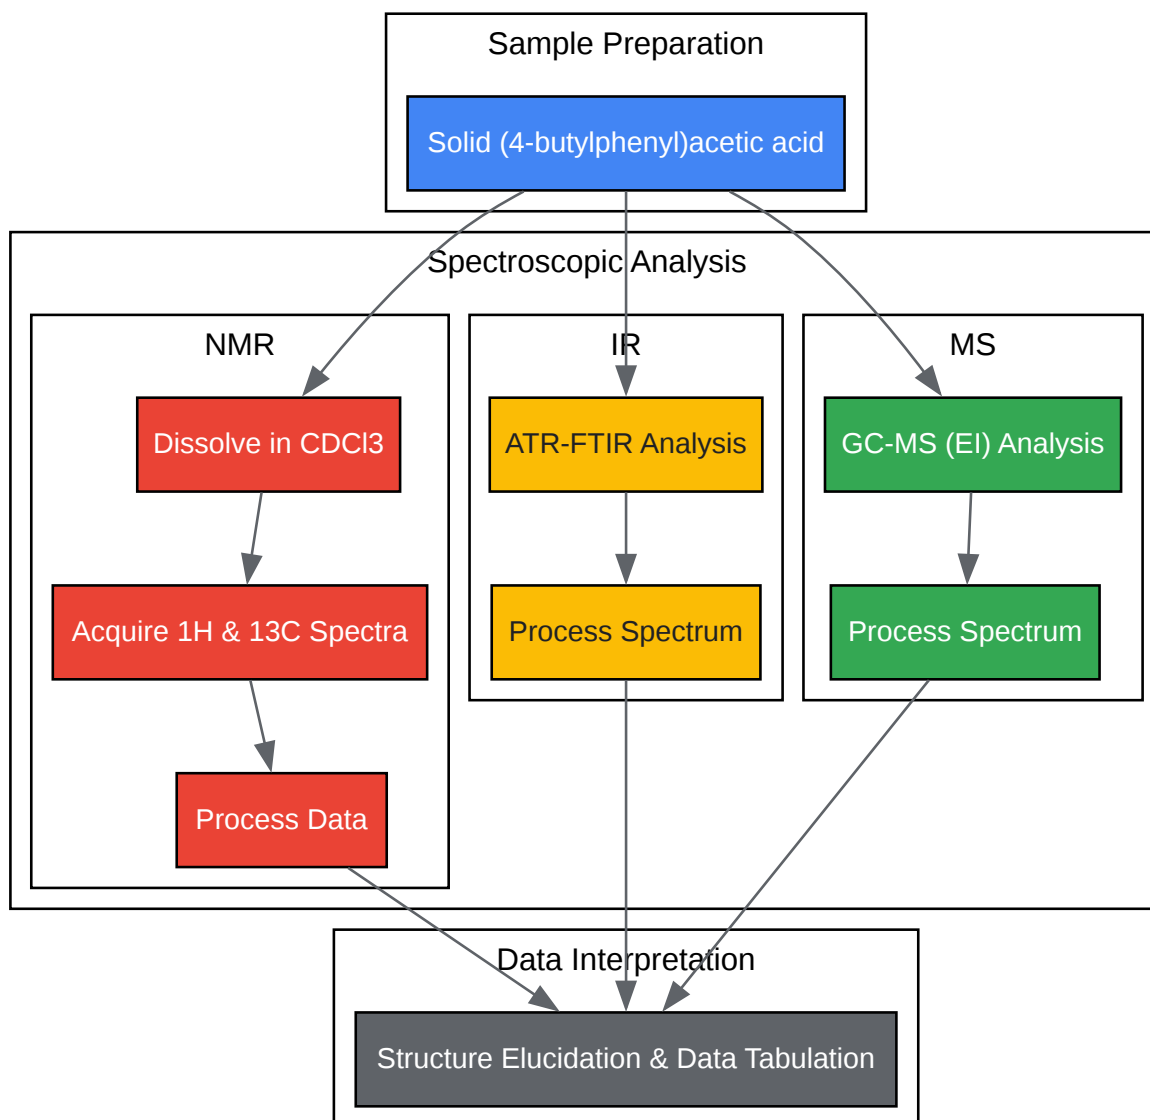 Sample Preparation
Solid (4-butylphenyl)acetic acid
Spectroscopic Analysis
NMR
IR
MS
Dissolve in CDCl3
ATR-FTIR Analysis
GC-MS (EI) Analysis
Acquire 1H & 13C Spectra
Process Spectrum
Process Spectrum
Process Data
Data Interpretation
Structure Elucidation & Data Tabulation